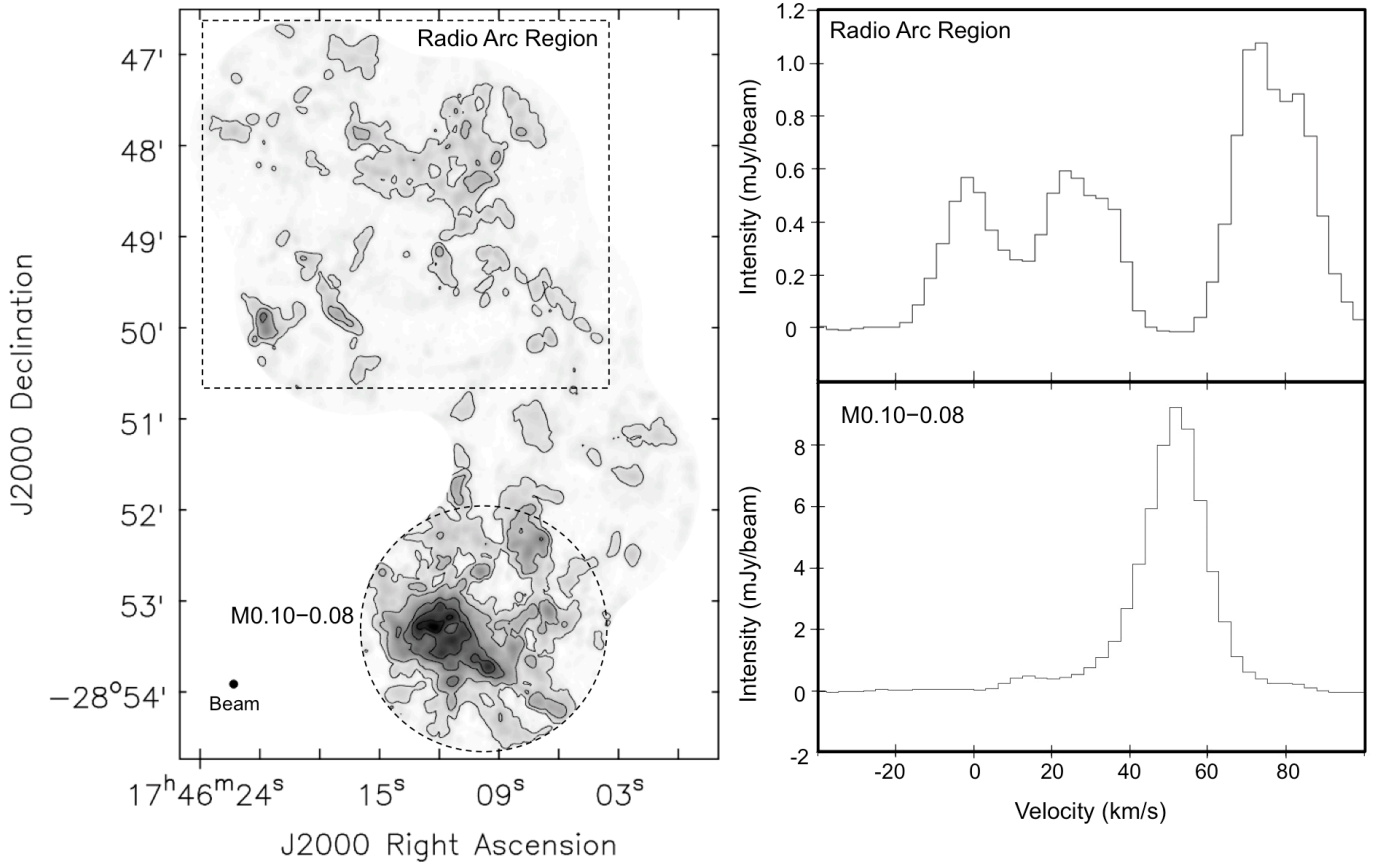 Radio Arc Region
47'
48'
49'
50'
51'
52'
53'
−28°54'
M0.10−0.08
Beam
J2000 Declination
17ʰ46ᵐ24ˢ
15ˢ
09ˢ
03ˢ
J2000 Right Ascension
Radio Arc Region
1.2
1.0
0.8
0.6
0.4
0.2
0
Intensity (mJy/beam)
M0.10−0.08
8
6
4
2
0
-2
Intensity (mJy/beam)
-20
0
20
40
60
80
Velocity (km/s)